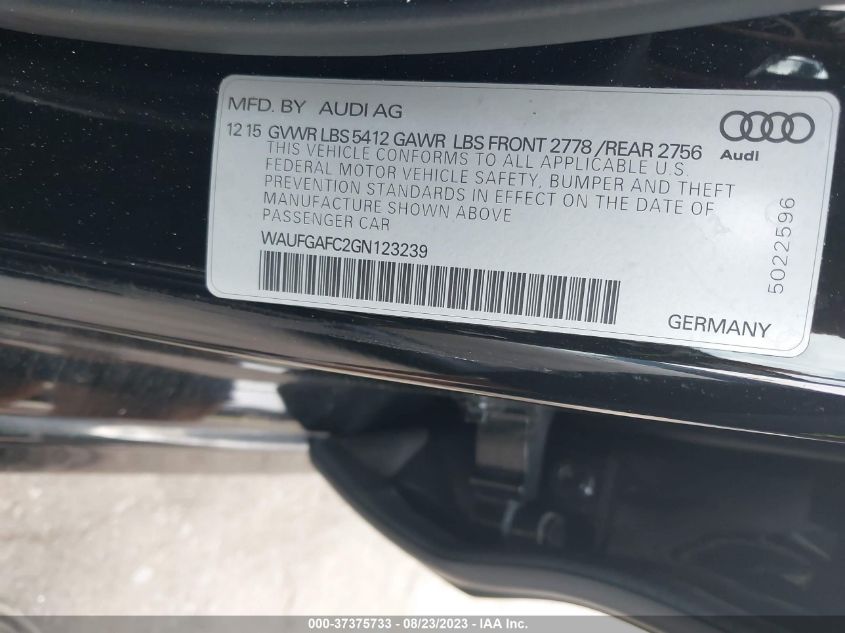 MFD. BY AUDI AG
12 15 GVWR LBS 5412 GAWR LBS FRONT 2778 /REAR 2756
THIS VEHICLE CONFORMS TO ALL APPLICABLE U.S.
FEDERAL MOTOR VEHICLE SAFETY, BUMPER AND THEFT
PREVENTION STANDARDS IN EFFECT ON THE DATE OF
MANUFACTURE SHOWN ABOVE
PASSENGER CAR
WAUFGAFC2GN123239
Audi
5022596
GERMANY
000-37375733 - 08/23/2023 - IAA Inc.